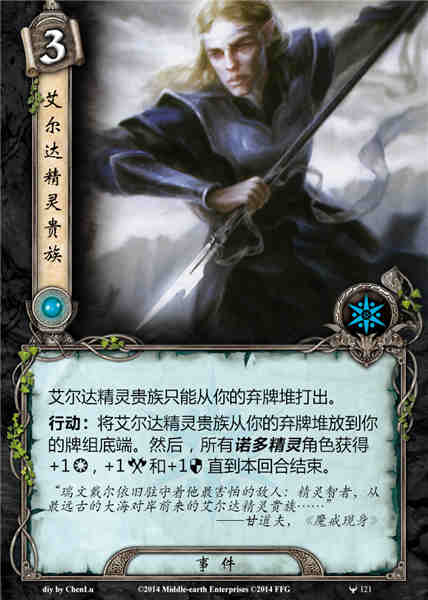 3
艾尔达精灵贵族
艾尔达精灵贵族只能从你的弃牌堆打出。
行动：将艾尔达精灵贵族从你的弃牌堆放到你
的牌组底端。然后，所有诺多精灵角色获得
+1，+1和+1直到本回合结束。
“瑞文戴尔依旧驻守着他最害怕的敌人：精灵智者，从
最远古的大海对岸前来的艾尔达精灵贵族……”
——甘道夫，《魔戒现身》
事件
diy by ChenLu
©2014 Middle-earth Enterprises ©2014 FFG
121